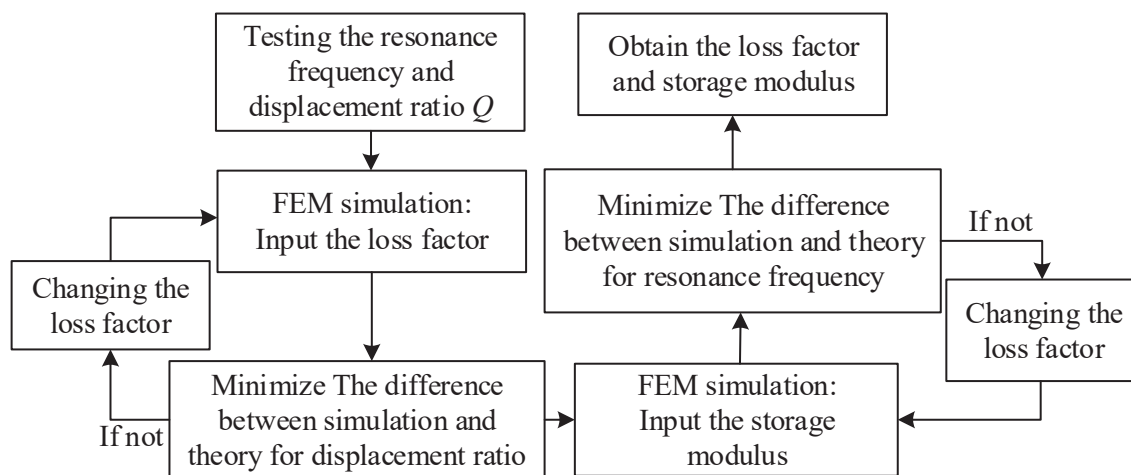 Testing the resonance
frequency and
displacement ratio Q
FEM simulation:
Input the loss factor
Changing the
loss factor
If not
Minimize The difference
between simulation and
theory for displacement ratio
FEM simulation:
Input the storage
modulus
Minimize The difference
between simulation and theory
for resonance frequency
If not
Changing the
loss factor
Obtain the loss factor
and storage modulus